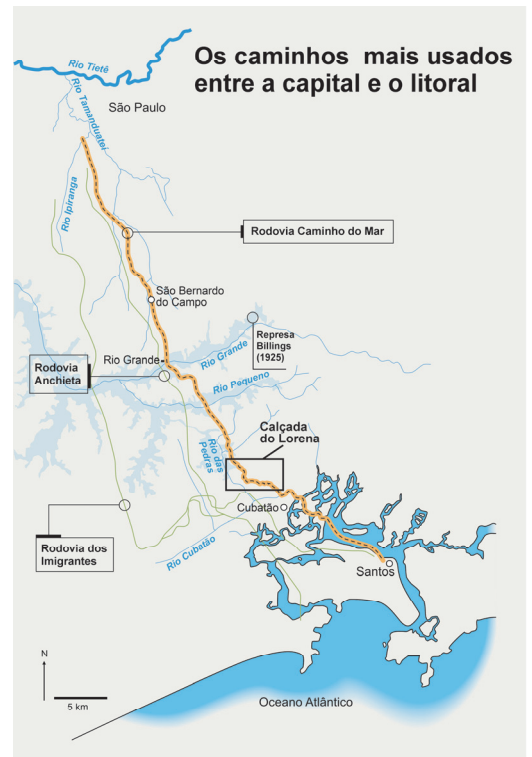 Os caminhos mais usados
entre a capital e o litoral
Rio Tietê
Rio Tamanduateí
São Paulo
Rio Ipiranga
Rodovia Caminho do Mar
São Bernardo
do Campo
Represa
Billings
(1925)
Rio Grande
Rio Grande
Rodovia
Anchieta
Rio Pequeno
Calçada
do Lorena
Rio das
Pedras
Cubatão
Rodovia dos
Imigrantes
Rio Cubatão
Santos
N
5 km
Oceano Atlântico